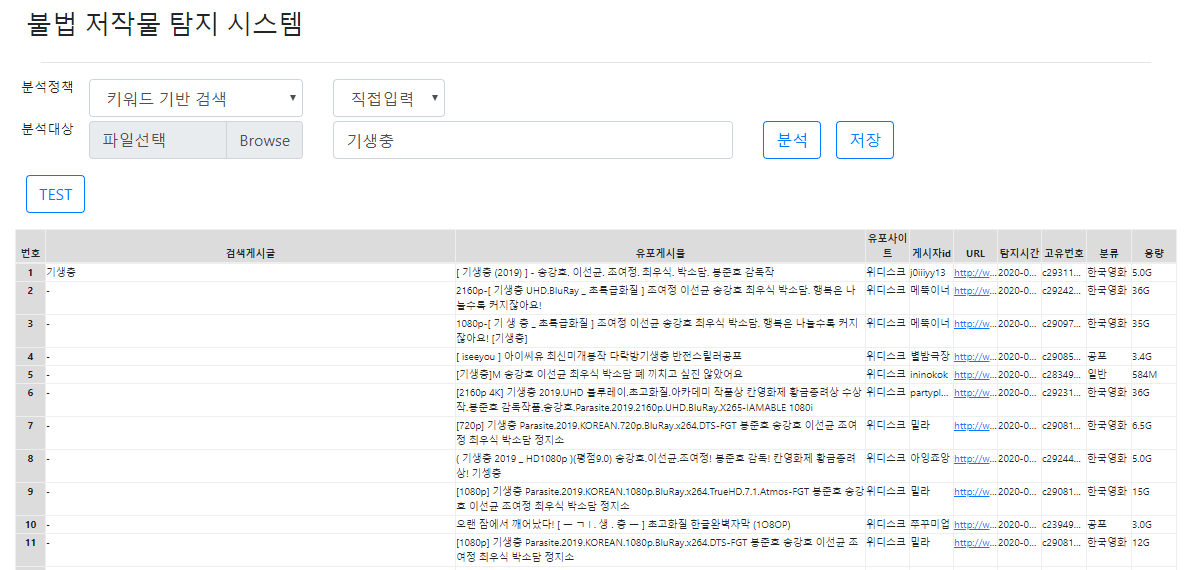 불법 저작물 탐지 시스템
분석정책 키워드 기반 검색 직접입력
분석대상 파일선택 Browse 기생충 분석 저장
TEST
번호 검색게시글 유포게시물 유포사이트 게시자id URL 탐지시간 고유번호 분류 용량
1 기생충 [ 기생충 (2019) ] - 송강호. 이선균. 조여정. 최우식. 박소담. 봉준호 감독작 위디스크 j0iiiyy13 http://w... 2020-0... c29311... 한국영화 5.0G
2 - 2160p-[ 기생충 UHD.BluRay _ 초특급화질 ] 조여정 이선균 송강호 최우식 박소담. 행복은 나 위디스크 메뚝이너 http://w... 2020-0... c29242... 한국영화 36G
눌수록 커지잖아요!
3 - 1080p-[ 기 생 충 _ 초특급화질 ] 조여정 이선균 송강호 최우식 박소담. 행복은 나눌수록 커지 위디스크 메뚝이너 http://w... 2020-0... c29097... 한국영화 35G
잖아요! [기생충]
4 - [ iseeyou ] 아이씨유 최신미개봉작 다락방기생충 반전스릴러공포 위디스크 별밤극장 http://w... 2020-0... c29085... 공포 3.4G
5 - [기생충]M 송강호 이선균 최우식 박소담 폐 끼치고 싶진 않았어요 위디스크 ininokok http://w... 2020-0... c28349... 일반 584M
6 - [2160p 4K] 기생충 2019.UHD 블루레이.초고화질.아카데미 작품상 칸영화제 황금종려상 수상 위디스크 partypl... http://w... 2020-0... c29231... 한국영화 36G
작.봉준호 감독작품,송강호.Parasite.2019.2160p.UHD.BluRay.X265-IAMABLE 1080i
7 - [720p] 기생충 Parasite.2019.KOREAN.720p.BluRay.x264.DTS-FGT 봉준호 송강호 이선균 조여 위디스크 밀라 http://w... 2020-0... c29081... 한국영화 6.5G
정 최우식 박소담 정지소
8 - ( 기생충 2019 _ HD1080p )(평점9.0) 송강호.이선균.조여정! 봉준호 감독! 칸영화제 황금종려 위디스크 아잉죠앙 http://w... 2020-0... c29244... 한국영화 5.0G
상! 기생충
9 - [1080p] 기생충 Parasite.2019.KOREAN.1080p.BluRay.x264.TrueHD.7.1.Atmos-FGT 봉준호 송강 위디스크 밀라 http://w... 2020-0... c29081... 한국영화 15G
호 이선균 조여정 최우식 박소담 정지소
10 - 오랜 잠에서 깨어났다! [ ㅡ ㄱㅣ. 생 . 충 ㅡ ] 초고화질 한글완벽자막 (1O8OP) 위디스크 쭈꾸미업 http://w... 2020-0... c23949... 공포 3.0G
11 - [1080p] 기생충 Parasite.2019.KOREAN.1080p.BluRay.x264.DTS-FGT 봉준호 송강호 이선균 조 위디스크 밀라 http://w... 2020-0... c29081... 한국영화 12G
여정 최우식 박소담 정지소